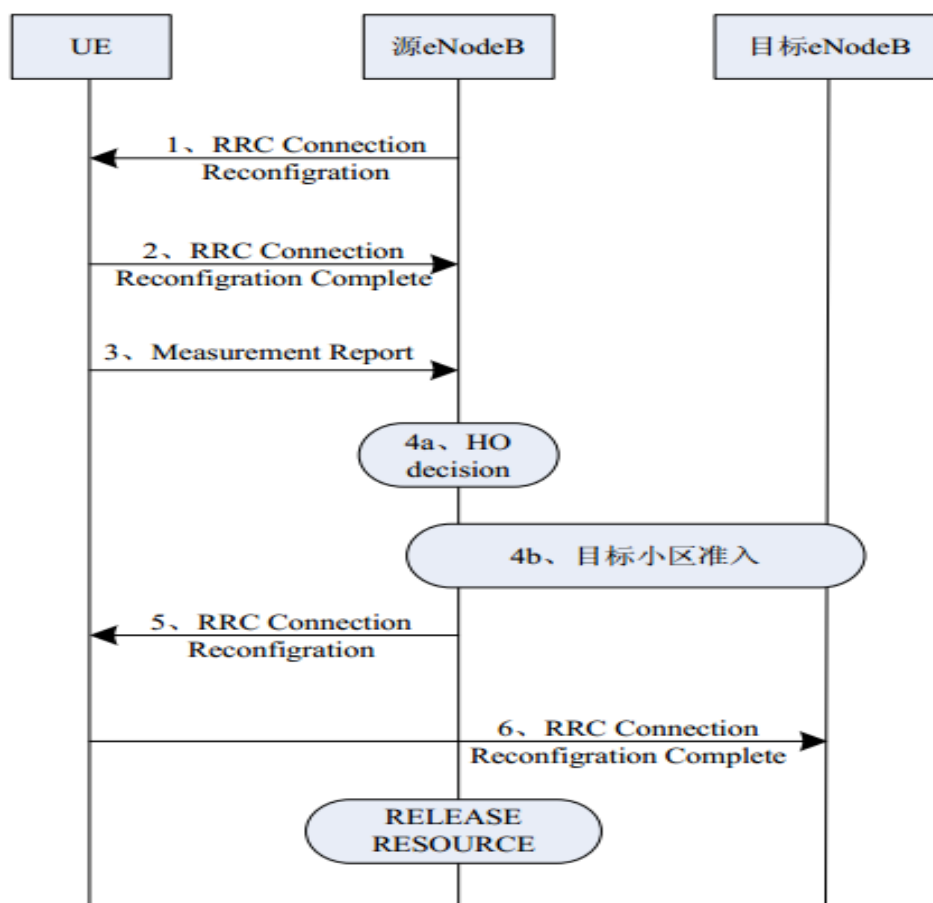 UE
源eNodeB
目标eNodeB
1、RRC Connection
Reconfigration
2、RRC Connection
Reconfigration Complete
3、Measurement Report
4a、HO
decision
4b、目标小区准入
5、RRC Connection
Reconfigration
6、RRC Connection
Reconfigration Complete
RELEASE
RESOURCE